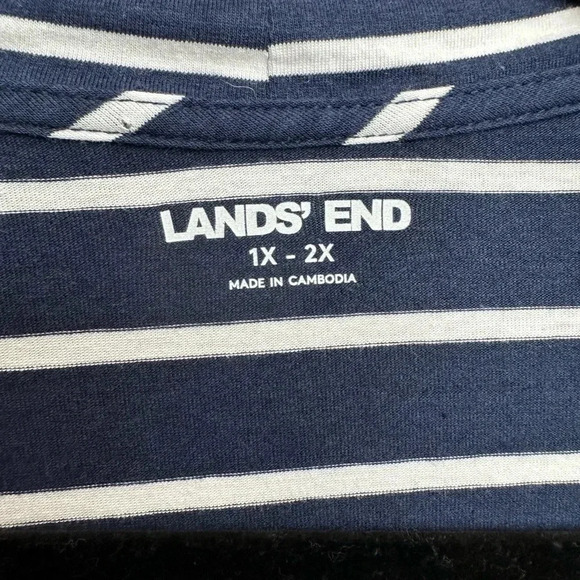 LANDS' END
1X - 2X
MADE IN CAMBODIA